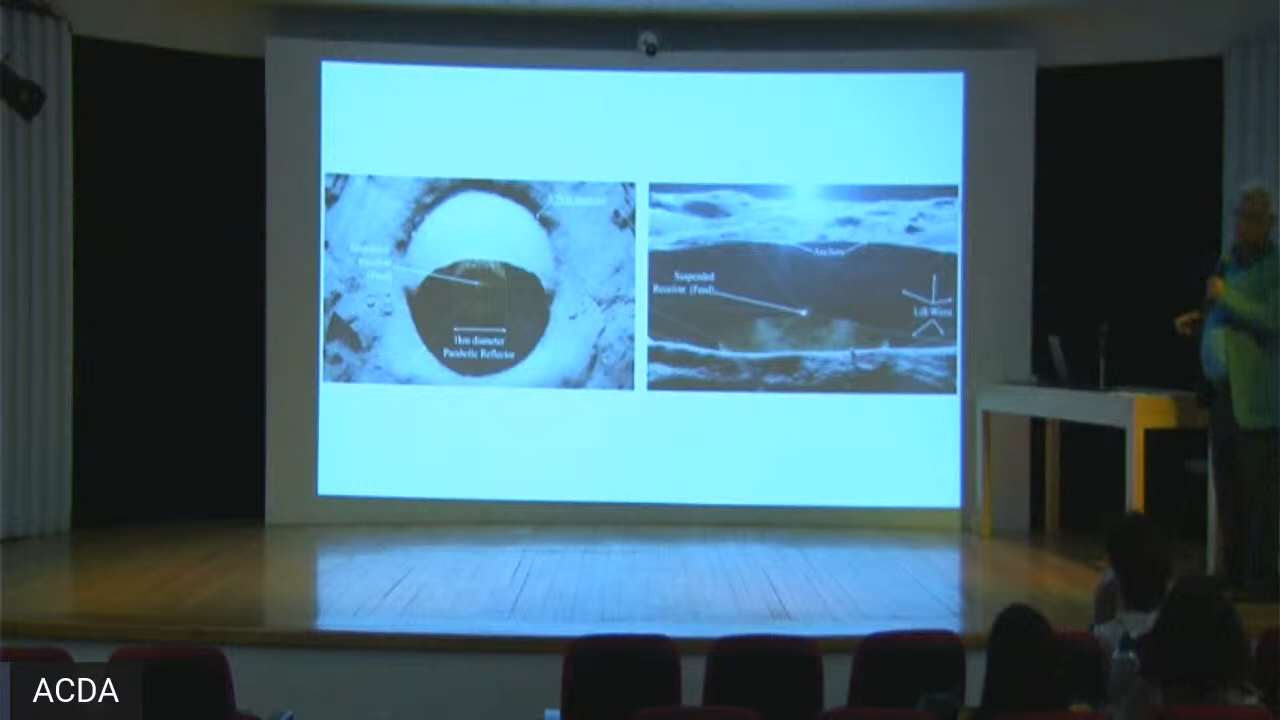 Suspended
Receiver (Feed)
1km diameter
Parabolic Reflector
Anchors
Suspended
Receiver (Feed)
Lift Wires
ACDA